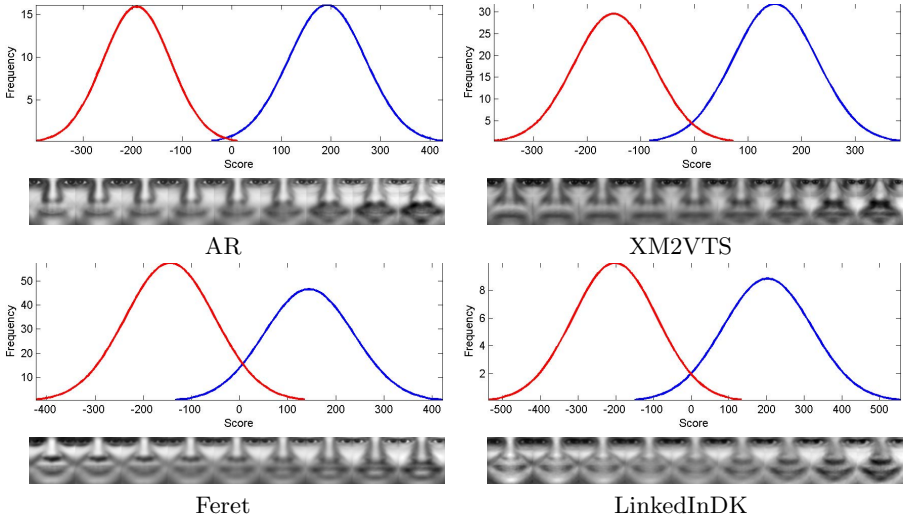 15
10
5
Frequency
-300 -200 -100 0 100 200 300 400
Score
AR
30
25
20
15
10
5
Frequency
-300 -200 -100 0 100 200 300
Score
XM2VTS
50
40
30
20
10
Frequency
-400 -300 -200 -100 0 100 200 300 400
Score
Feret
8
6
4
2
Frequency
-500 -400 -300 -200 -100 0 100 200 300 400 500
Score
LinkedInDK